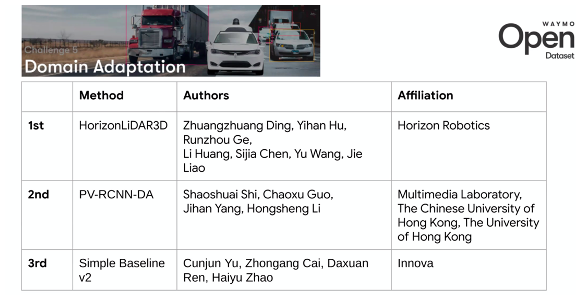 Challenge 5
Domain Adaptation
WAYMO
Open
Dataset
Method Authors Affiliation
1st HorizonLiDAR3D Zhuangzhuang Ding, Yihan Hu, Horizon Robotics
Runzhou Ge,
Li Huang, Sijia Chen, Yu Wang, Jie
Liao
2nd PV-RCNN-DA Shaoshuai Shi, Chaoxu Guo, Multimedia Laboratory,
Jihan Yang, Hongsheng Li The Chinese University of
Hong Kong, The University
of Hong Kong
3rd Simple Baseline Cunjun Yu, Zhongang Cai, Daxuan Innova
v2 Ren, Haiyu Zhao